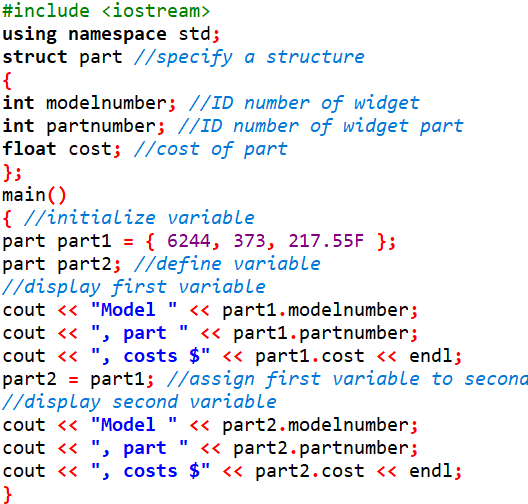 #include <iostream>
using namespace std;
struct part //specify a structure
{
int modelnumber; //ID number of widget
int partnumber; //ID number of widget part
float cost; //cost of part
};
main()
{ //initialize variable
part part1 = { 6244, 373, 217.55F };
part part2; //define variable
//display first variable
cout << "Model " << part1.modelnumber;
cout << ", part " << part1.partnumber;
cout << ", costs $" << part1.cost << endl;
part2 = part1; //assign first variable to second
//display second variable
cout << "Model " << part2.modelnumber;
cout << ", part " << part2.partnumber;
cout << ", costs $" << part2.cost << endl;
}